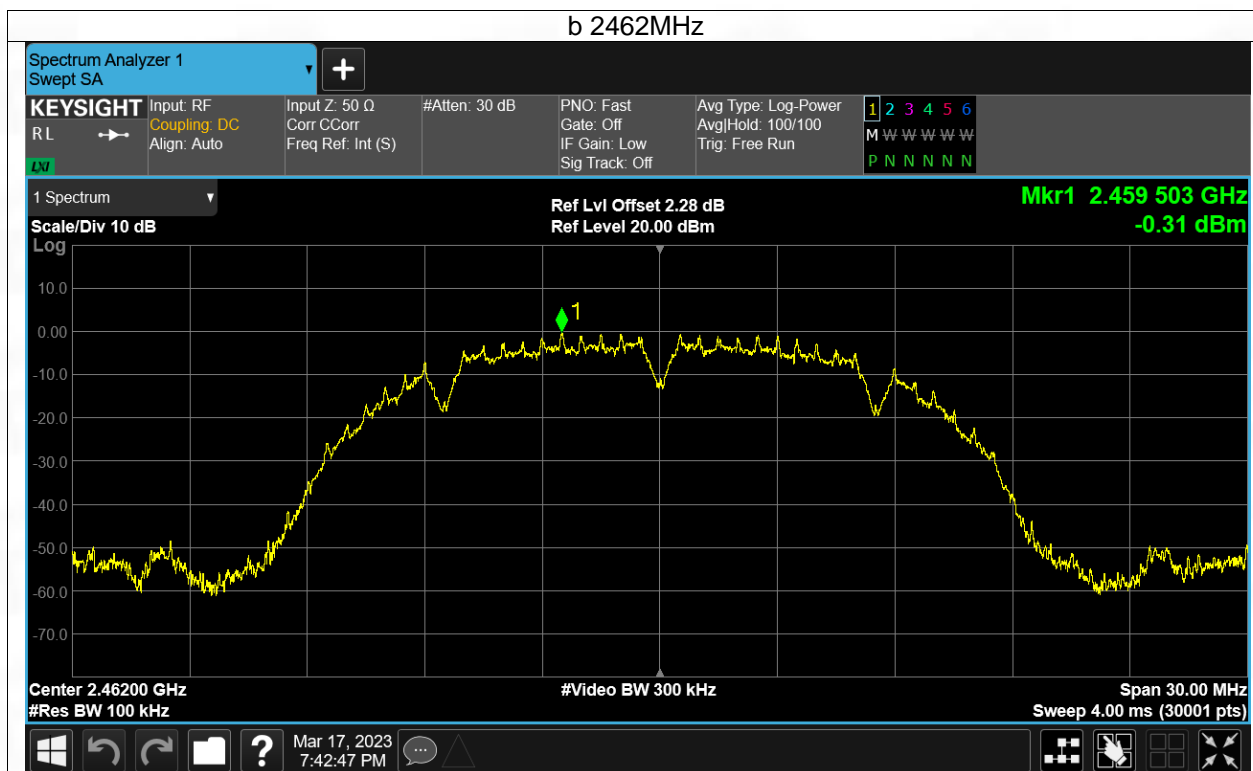 b 2462MHz
Spectrum Analyzer 1
Swept SA
KEYSIGHT
RL
LXI
Input: RF
Coupling: DC
Align: Auto
Input Z: 50 Ω
Corr CCorr
Freq Ref: Int (S)
#Atten: 30 dB
PNO: Fast
Gate: Off
IF Gain: Low
Sig Track: Off
Avg Type: Log-Power
Avg|Hold: 100/100
Trig: Free Run
1 2 3 4 5 6
M W W W W W
P N N N N N
1 Spectrum
Scale/Div 10 dB
Ref Lvl Offset 2.28 dB
Ref Level 20.00 dBm
Mkr1 2.459 503 GHz
-0.31 dBm
Log
10.0
0.00
-10.0
-20.0
-30.0
-40.0
-50.0
-60.0
-70.0
1
Center 2.46200 GHz
#Res BW 100 kHz
#Video BW 300 kHz
Span 30.00 MHz
Sweep 4.00 ms (30001 pts)
?
Mar 17, 2023
7:42:47 PM